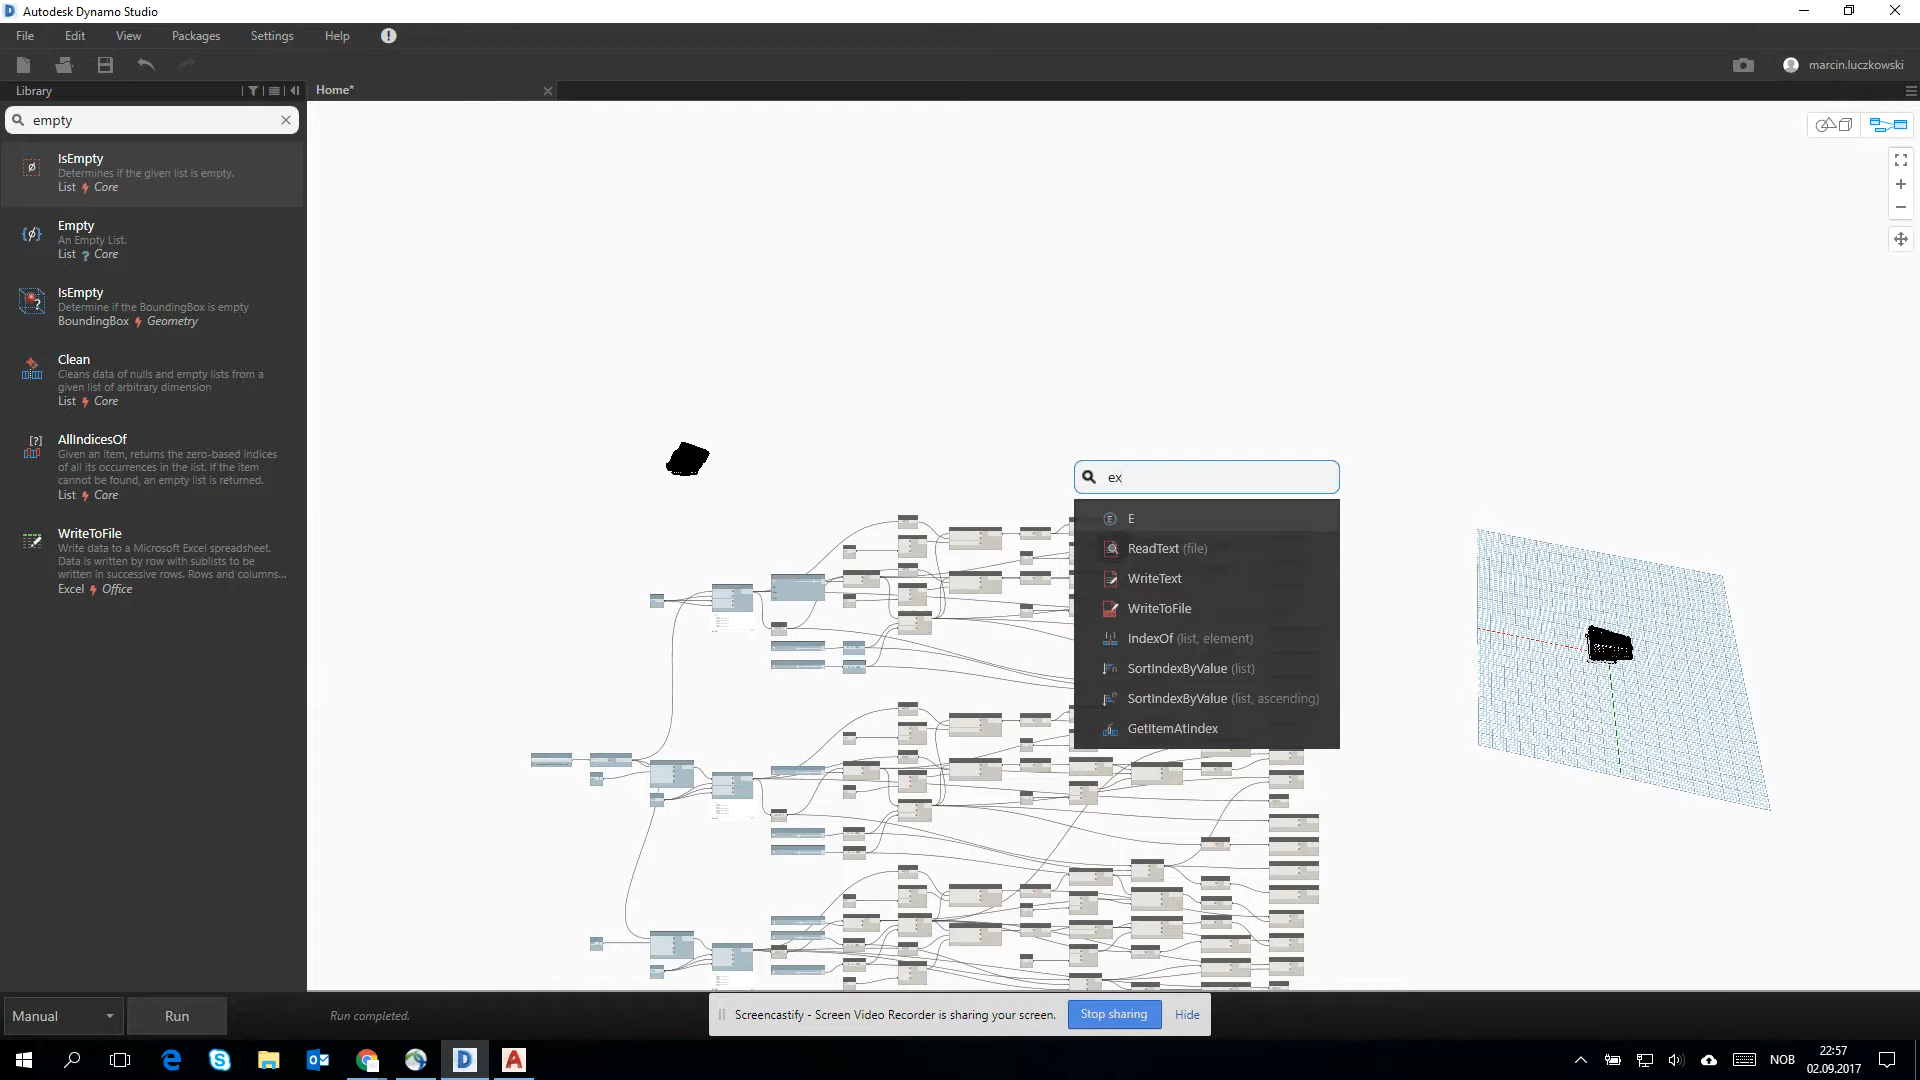 Autodesk Dynamo Studio
File Edit View Packages Settings Help
marcin.luczkowski
Library
Home*
empty
IsEmpty
Determines if the given list is empty.
List Core
Empty
An Empty List.
List ? Core
IsEmpty
Determine if the BoundingBox is empty
BoundingBox Geometry
Clean
Cleans data of nulls and empty lists from a
given list of arbitrary dimension
List Core
AllIndicesOf
Given an item, returns the zero-based indices
of all its occurrences in the list. If the item
cannot be found, an empty list is returned.
List Core
WriteToFile
Write data to a Microsoft Excel spreadsheet.
Data is written by row with sublists to be
written in successive rows. Rows and columns...
Excel Office
ex
E
ReadText (file)
WriteText
WriteToFile
IndexOf (list, element)
SortIndexByValue (list)
SortIndexByValue (list, ascending)
GetItemAtIndex
Manual
Run
Run completed.
Screencastify - Screen Video Recorder is sharing your screen.
Stop sharing
Hide
NOB
22:57
02.09.2017